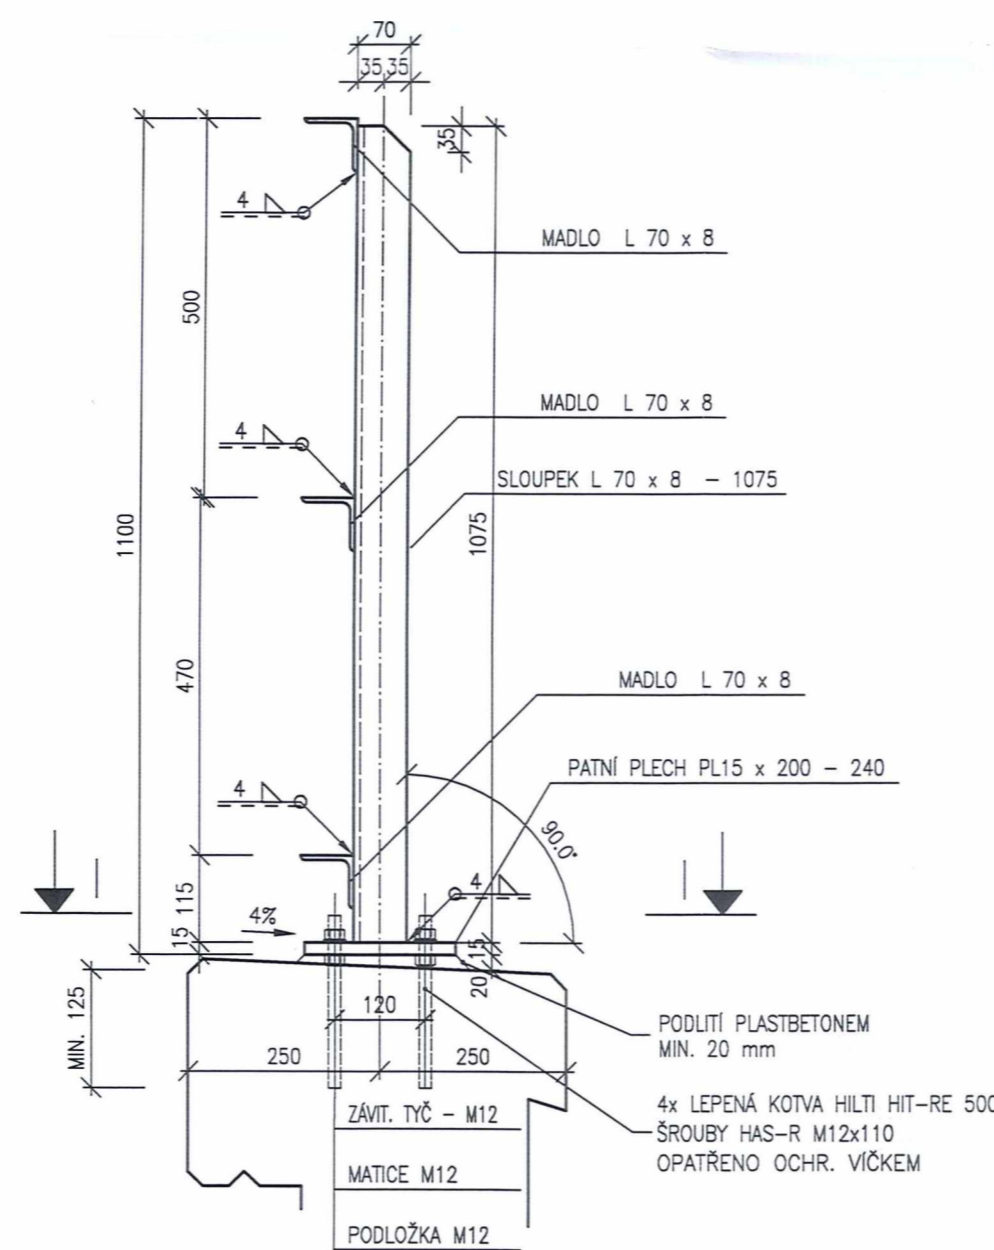 70
35 35
35
4
MADLO L 70 x 8
500
MADLO L 70 x 8
4
SLOUPEK L 70 x 8 - 1075
1100
1075
470
MADLO L 70 x 8
PATNÍ PLECH PL15 x 200 - 240
4
90.0°
4
115
4%
15
15
20
120
MIN. 125
PODLITÍ PLASTBETONEM
MIN. 20 mm
250
250
4x LEPENÁ KOTVA HILTI HIT-RE 500
ZÁVIT. TYČ - M12
ŠROUBY HAS-R M12x110
OPATŘENO OCHR. VÍČKEM
MATICE M12
PODLOŽKA M12